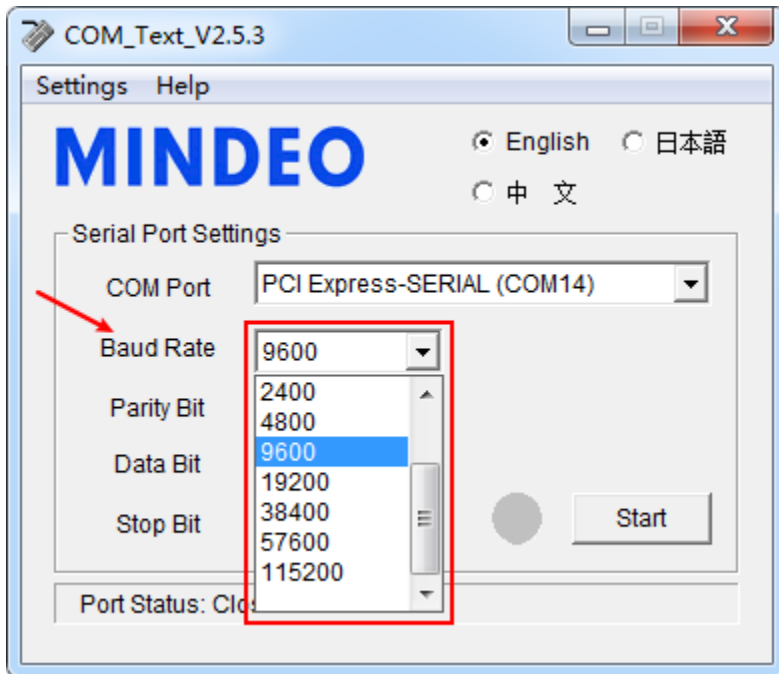 COM_Text_V2.5.3
Settings Help
MINDEO
English 日本語
中 文
Serial Port Settings
COM Port PCI Express-SERIAL (COM14)
Baud Rate 9600
2400
Parity Bit
4800
9600
Data Bit
19200
38400
Stop Bit
Start
57600
115200
Port Status: